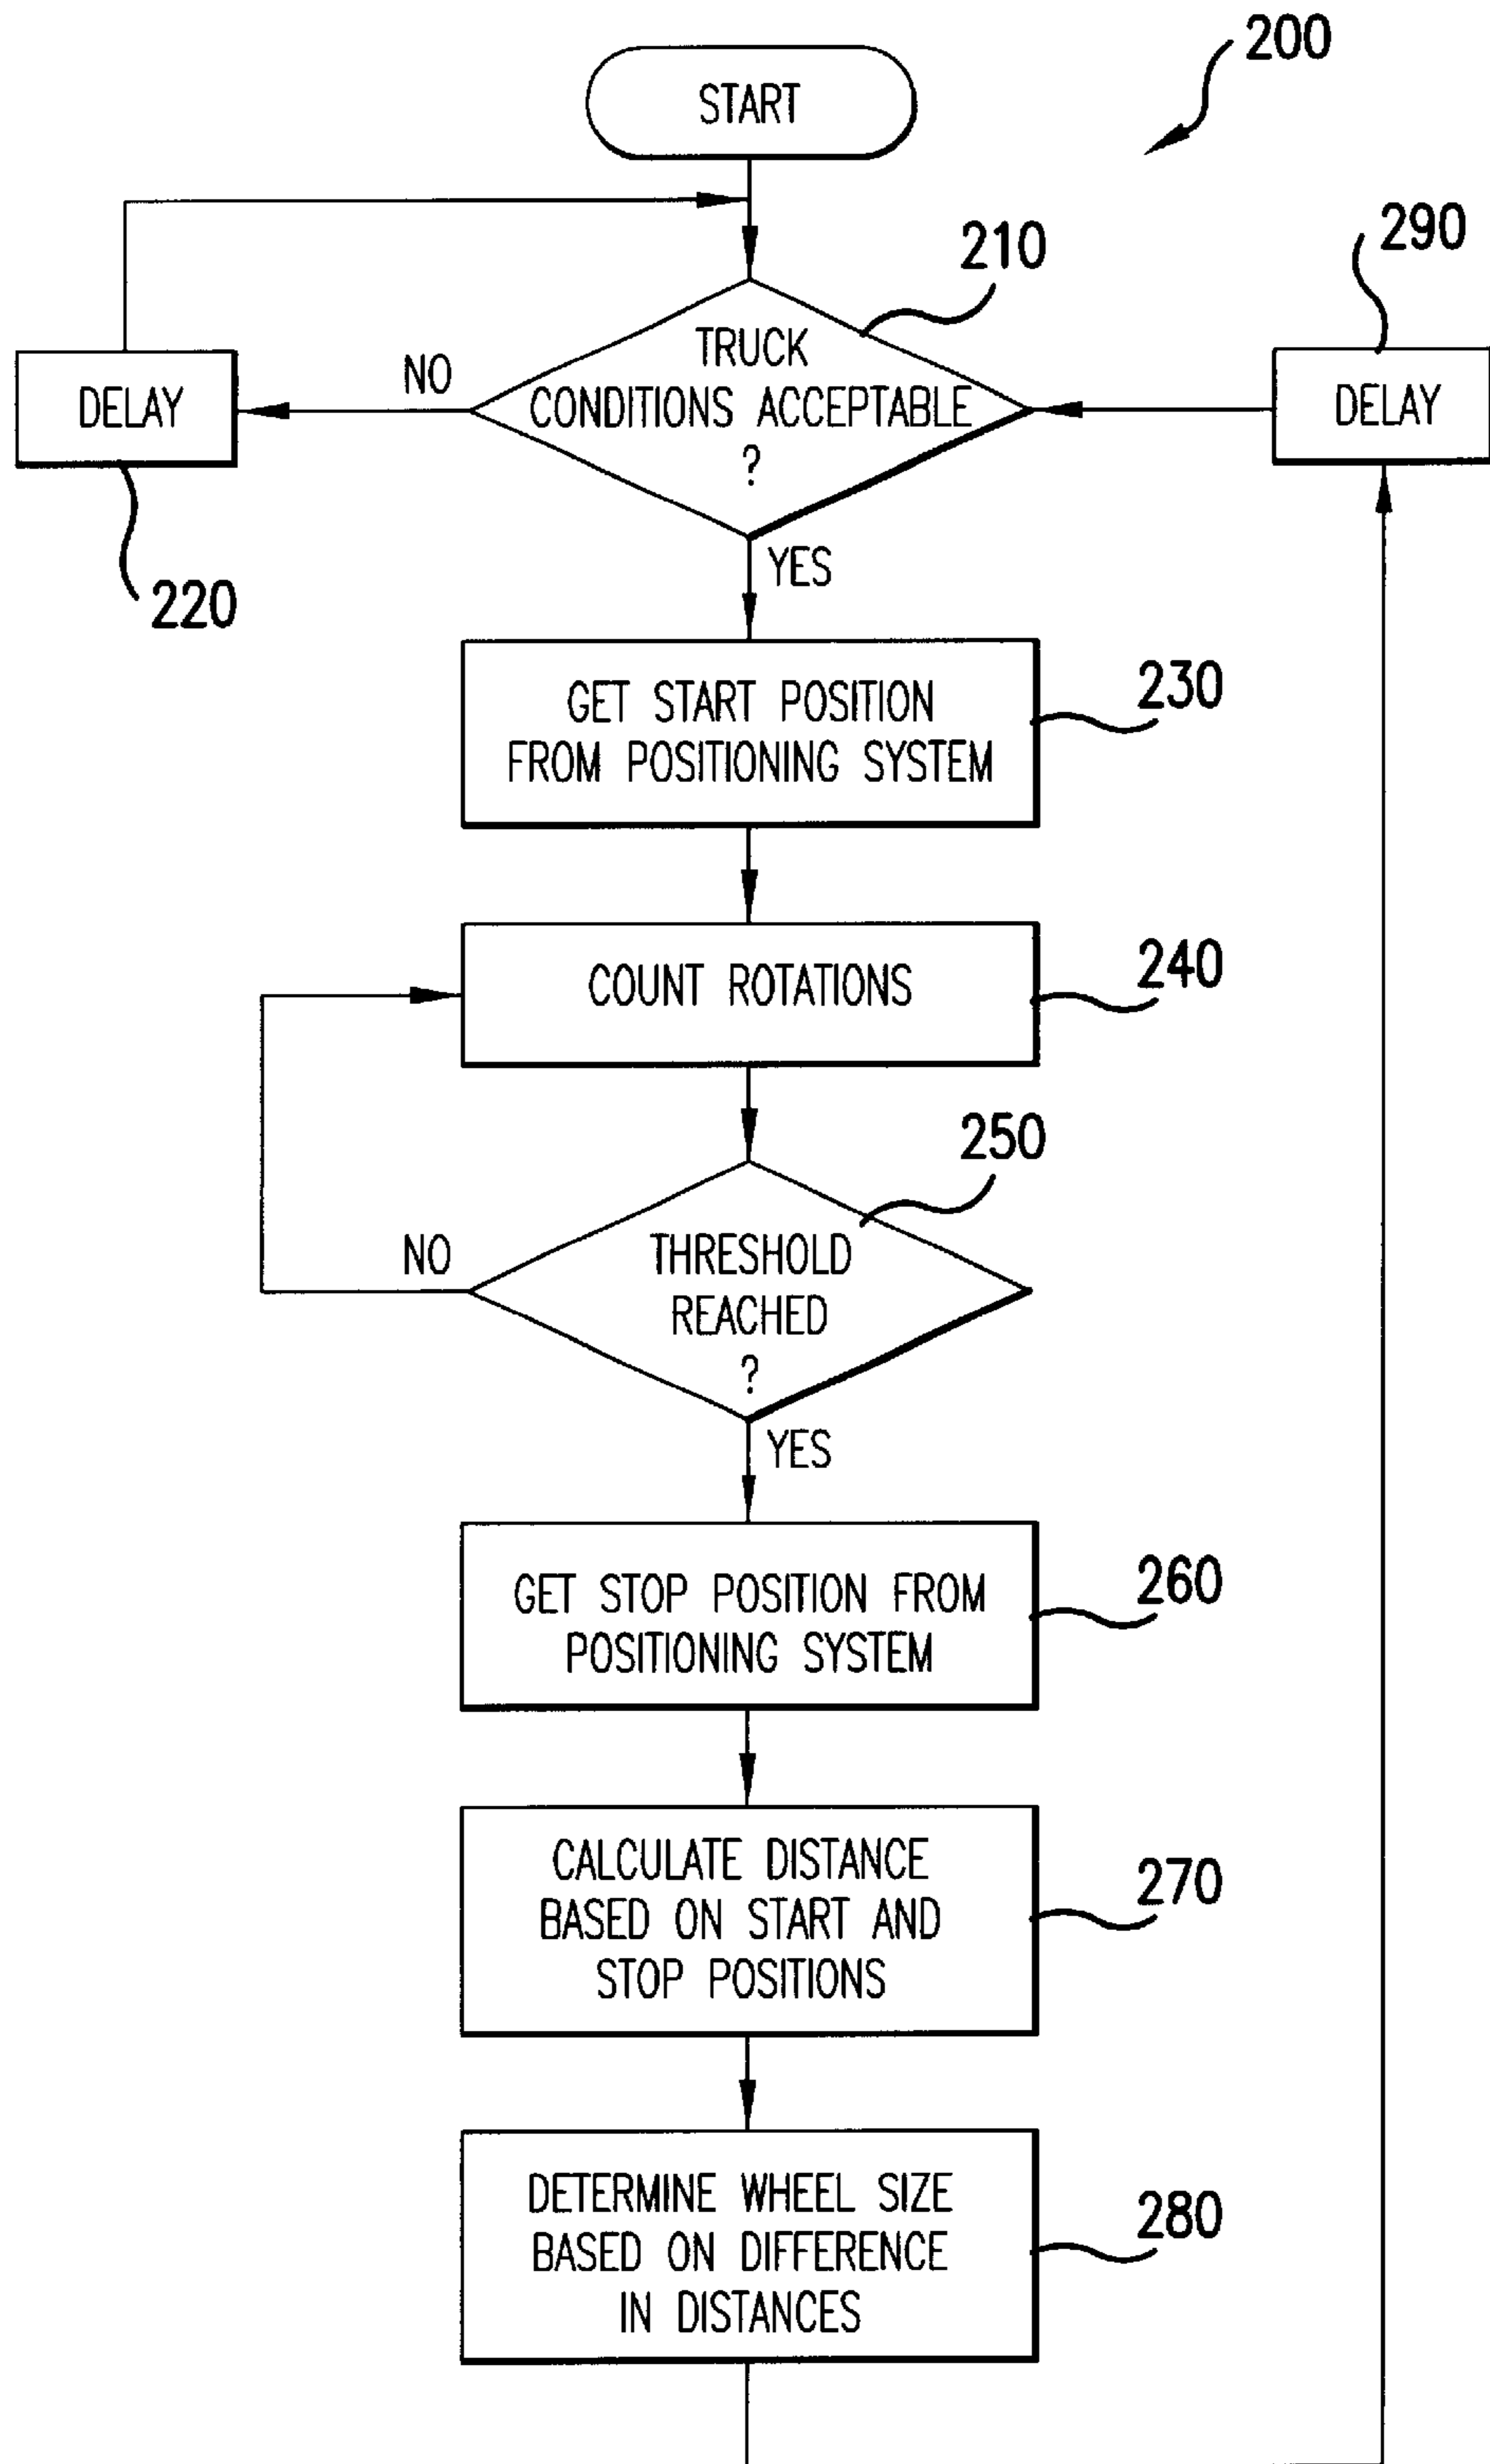 200
START
210
290
TRUCK
CONDITIONS ACCEPTABLE
?
NO
DELAY
DELAY
220
YES
GET START POSITION
FROM POSITIONING SYSTEM
230
COUNT ROTATIONS
240
250
NO
THRESHOLD
REACHED
?
YES
GET STOP POSITION FROM
POSITIONING SYSTEM
260
CALCULATE DISTANCE
BASED ON START AND
STOP POSITIONS
270
DETERMINE WHEEL SIZE
BASED ON DIFFERENCE
IN DISTANCES
280